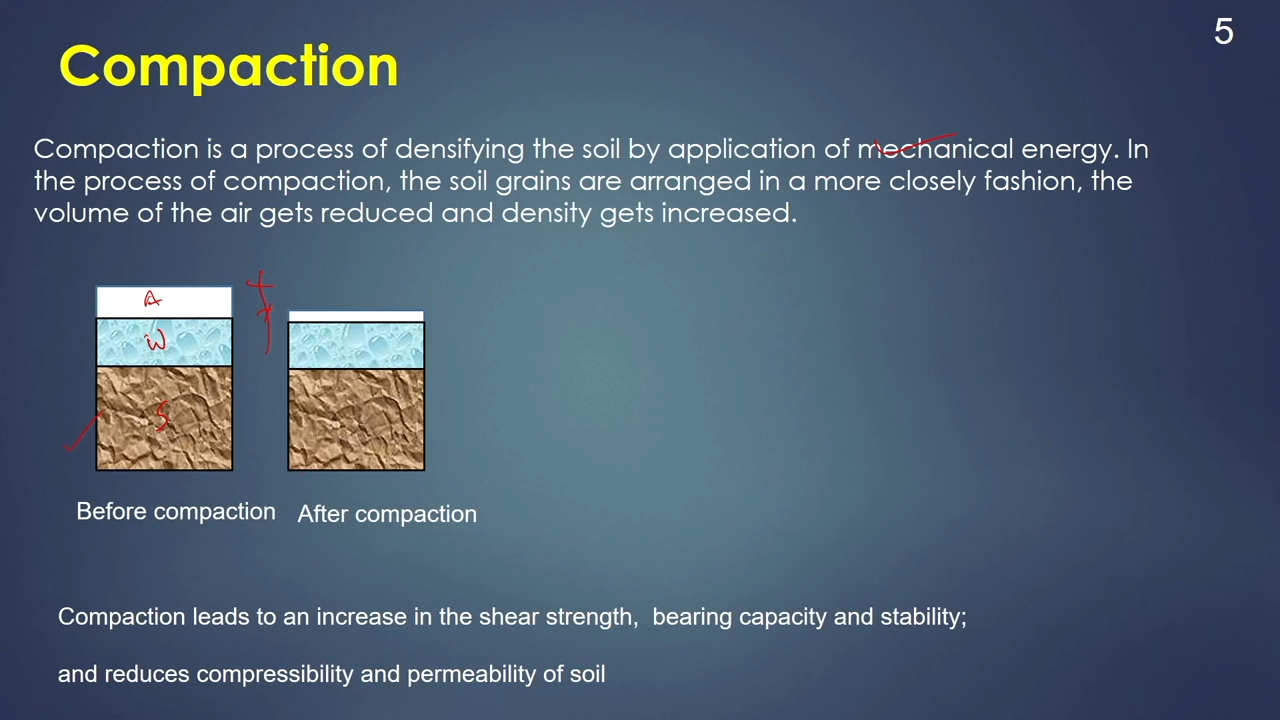 5
Compaction
Compaction is a process of densifying the soil by application of mechanical energy. In
the process of compaction, the soil grains are arranged in a more closely fashion, the
volume of the air gets reduced and density gets increased.
A
W
S
Before compaction
After compaction
Compaction leads to an increase in the shear strength,  bearing capacity and stability;
and reduces compressibility and permeability of soil